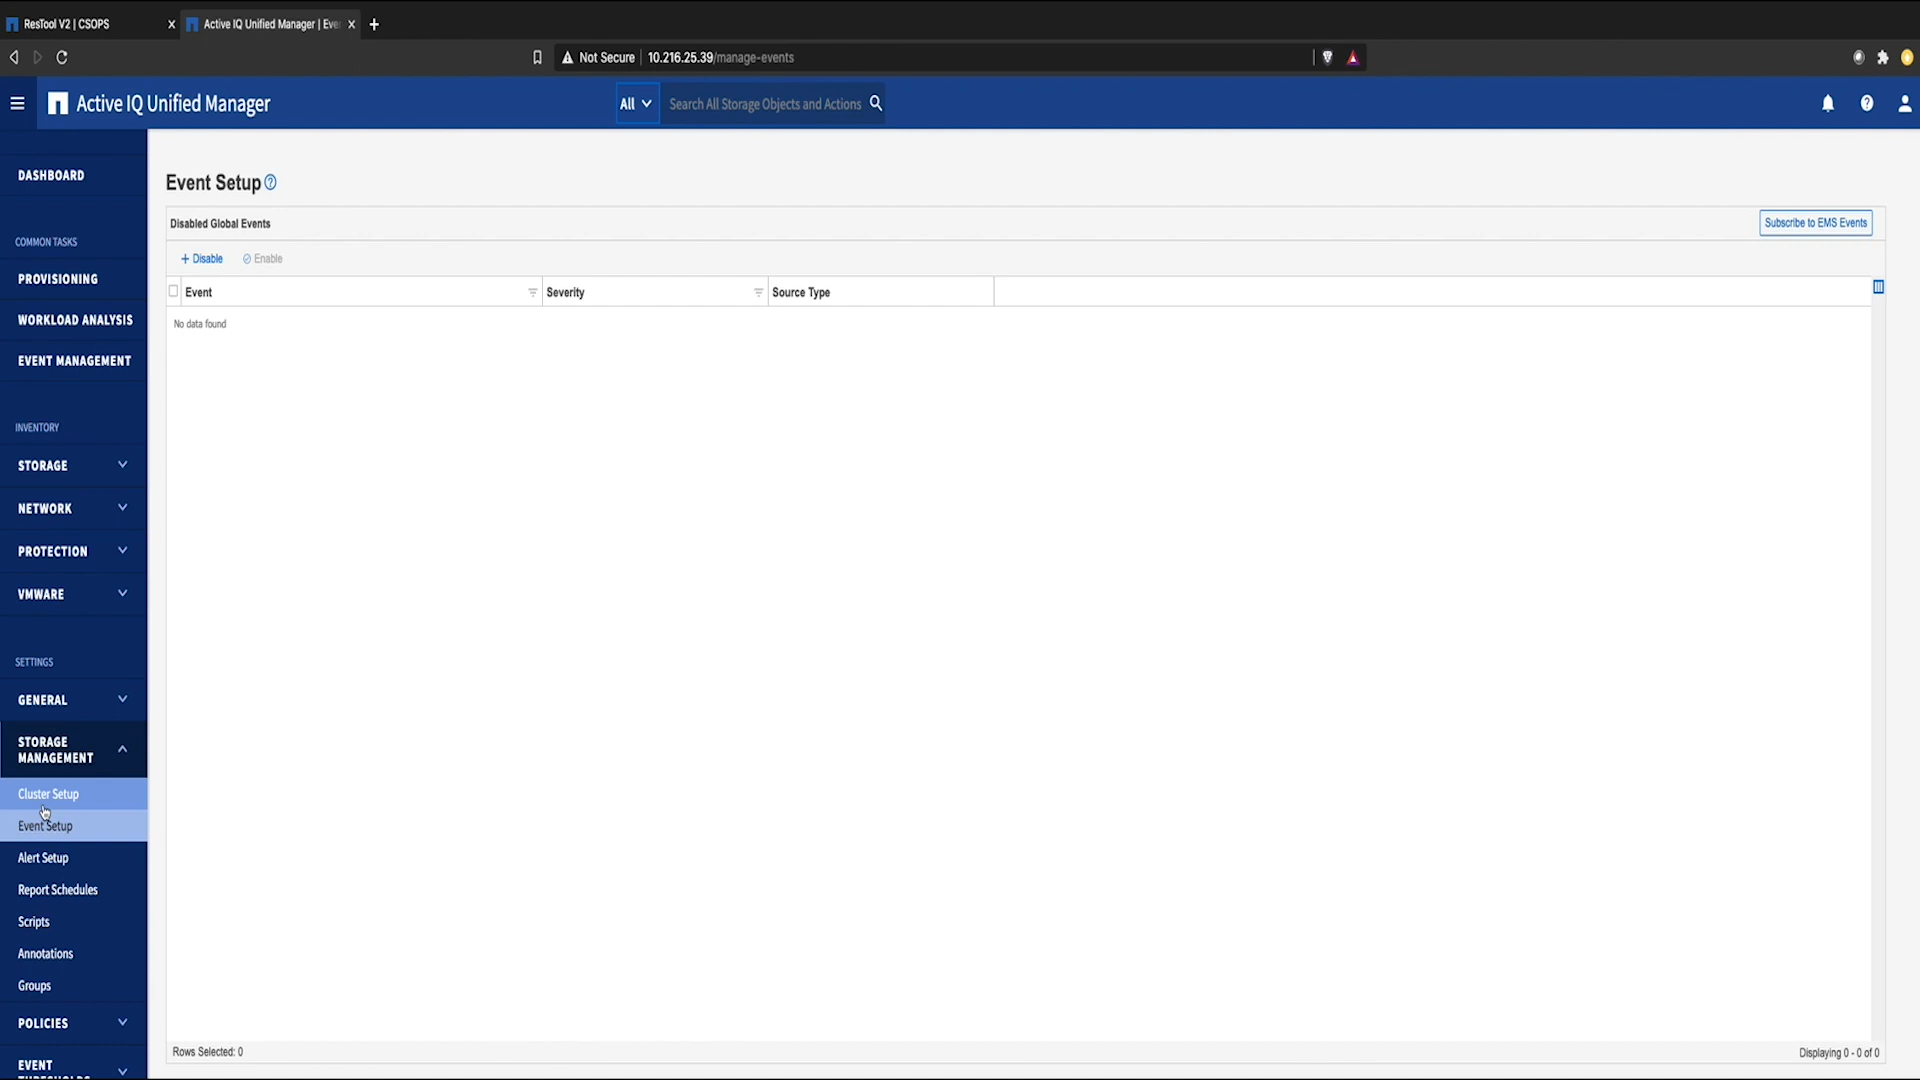 ResTool V2 | CSOPS
Active IQ Unified Manager | Eve
Not Secure
10.216.25.39/manage-events
Active IQ Unified Manager
All
Search All Storage Objects and Actions
DASHBOARD
COMMON TASKS
PROVISIONING
WORKLOAD ANALYSIS
EVENT MANAGEMENT
INVENTORY
STORAGE
NETWORK
PROTECTION
VMWARE
SETTINGS
GENERAL
STORAGE
MANAGEMENT
Cluster Setup
Event Setup
Alert Setup
Report Schedules
Scripts
Annotations
Groups
POLICIES
EVENT
Event Setup
Disabled Global Events
Subscribe to EMS Events
+ Disable
Enable
Event
Severity
Source Type
No data found
Rows Selected: 0
Displaying 0 - 0 of 0